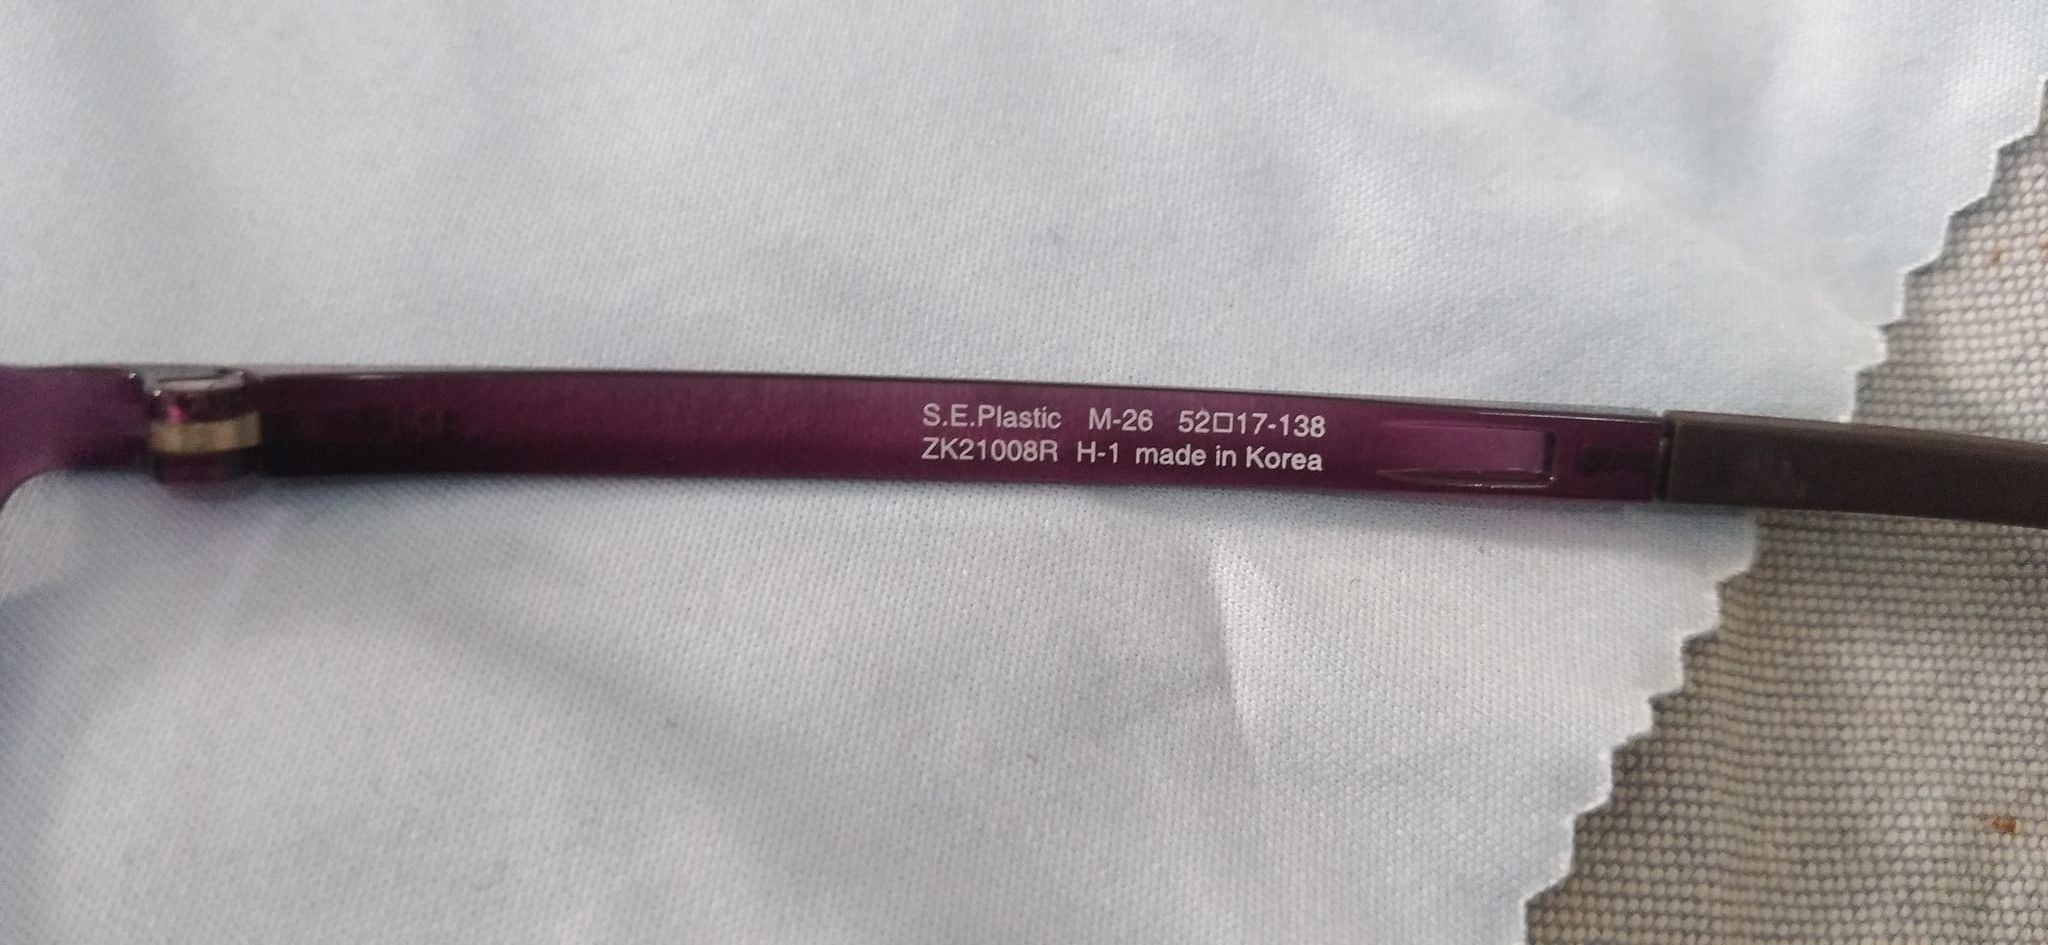 S.E.Plastic M-26 52□17-138
ZK21008R H-1 made in Korea